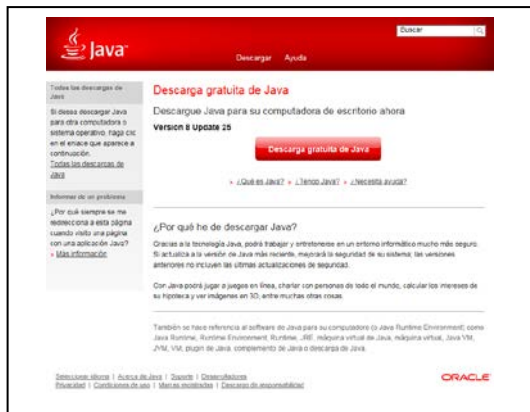 Java
Buscar
Descargar Ayuda
Todas las descargas de
Java
Si desea descargar Java
para otra computadora o
sistema operativo, haga clic
en el enlace que aparece a
continuación.
Todas las descargas de
Java
Informar de un problema
¿Por qué siempre se me
redirecciona a esta página
cuando visito una página
con una aplicación Java?
» Más información
Descarga gratuita de Java
Descargue Java para su computadora de escritorio ahora
Version 8 Update 25
Descarga gratuita de Java
» ¿Qué es Java? » ¿Tengo Java? » ¿Necesita ayuda?
¿Por qué he de descargar Java?
Gracias a la tecnología Java, podrá trabajar y entretenerse en un entorno informático mucho más seguro.
Si actualiza a la versión de Java más reciente, mejorará la seguridad de su sistema; las versiones
anteriores no incluyen las últimas actualizaciones de seguridad.
Con Java podrá jugar a juegos en línea, charlar con personas de todo el mundo, calcular los intereses de
su hipoteca y ver imágenes en 3D, entre muchas otras cosas.
También se hace referencia al software de Java para su computadora (o Java Runtime Environment) como
Java Runtime, Runtime Environment, Runtime, JRE, máquina virtual de Java, máquina virtual, Java VM,
JVM, VM, plugin de Java, complemento de Java o descarga de Java.
Seleccionar idioma | Acerca de Java | Soporte | Desarrolladores
Privacidad | Condiciones de uso | Marcas registradas | Descargo de responsabilidad
ORACLE